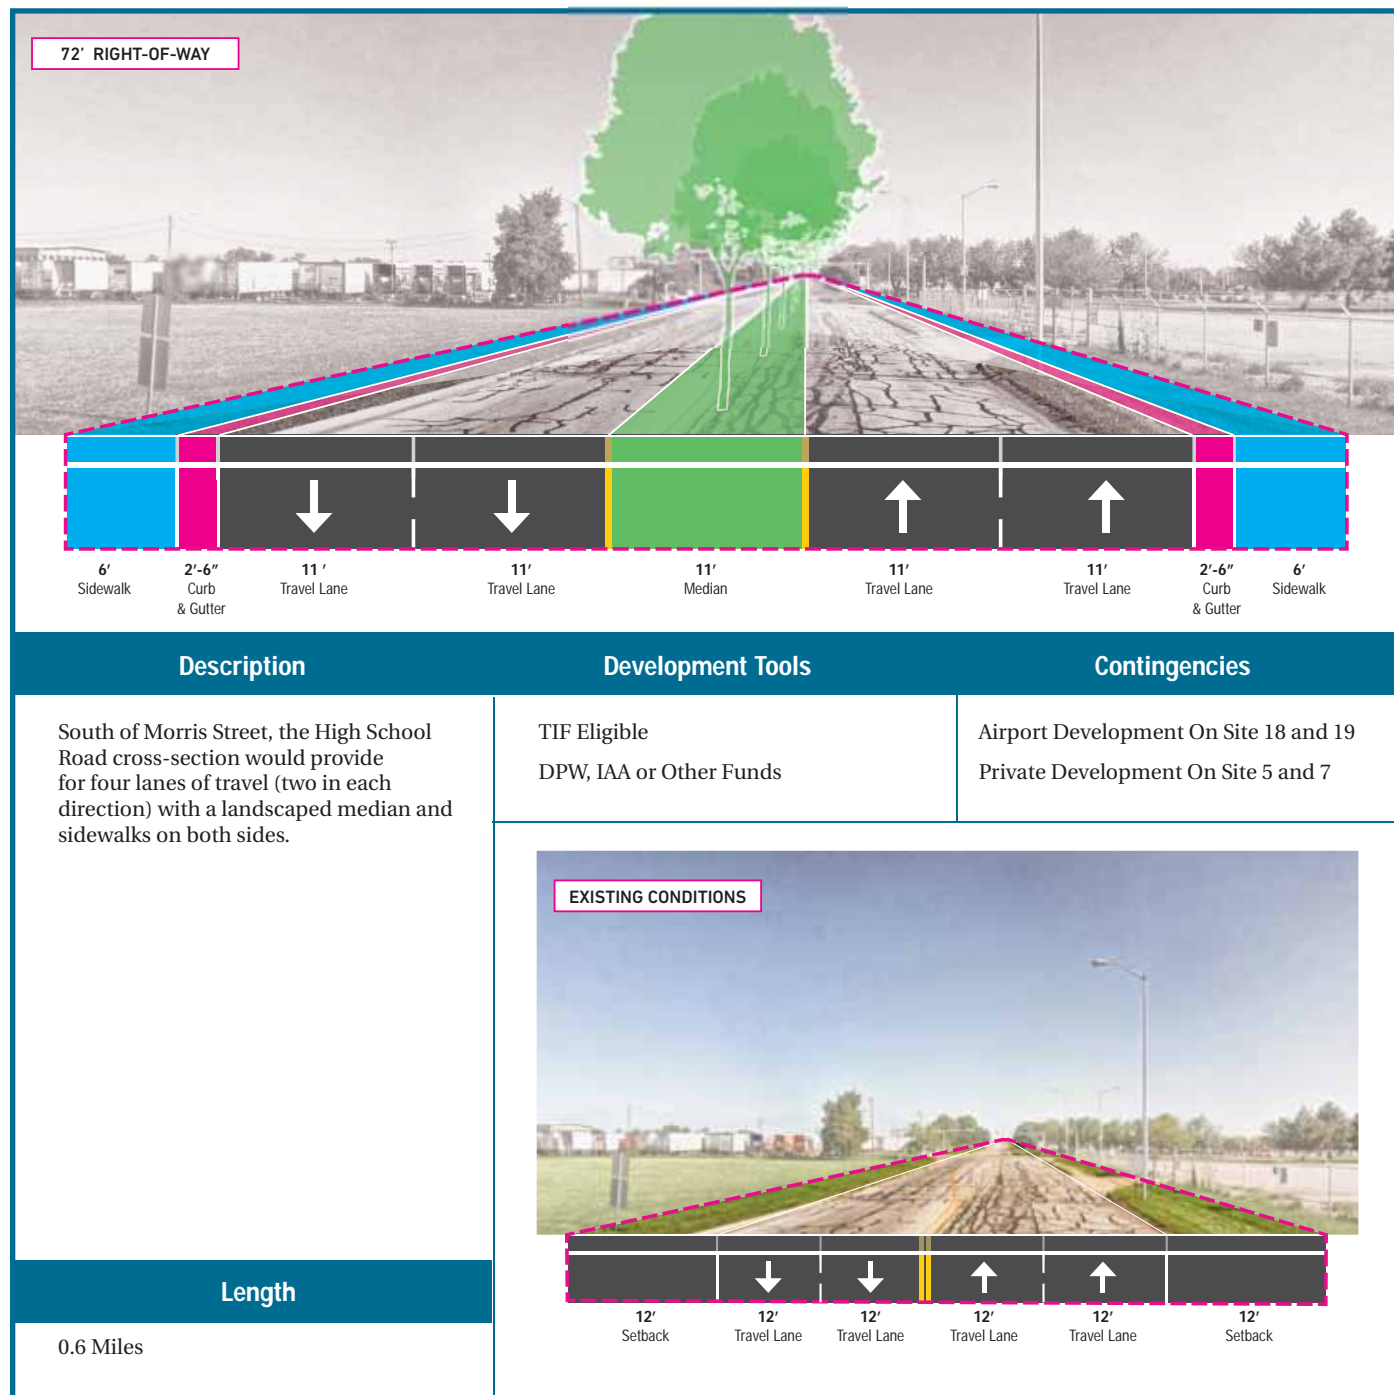 72' RIGHT-OF-WAY
6' 2'-6" 11 ' 11' 11' 11' 11' 2'-6" 6'
Sidewalk Curb Travel Lane Travel Lane Median Travel Lane Travel Lane Curb Sidewalk
& Gutter & Gutter
Description
South of Morris Street, the High School
Road cross-section would provide
for four lanes of travel (two in each
direction) with a landscaped median and
sidewalks on both sides.
Development Tools
TIF Eligible
DPW, IAA or Other Funds
Contingencies
Airport Development On Site 18 and 19
Private Development On Site 5 and 7
EXISTING CONDITIONS
12' 12' 12' 12' 12' 12'
Setback Travel Lane Travel Lane Travel Lane Travel Lane Setback
Length
0.6 Miles